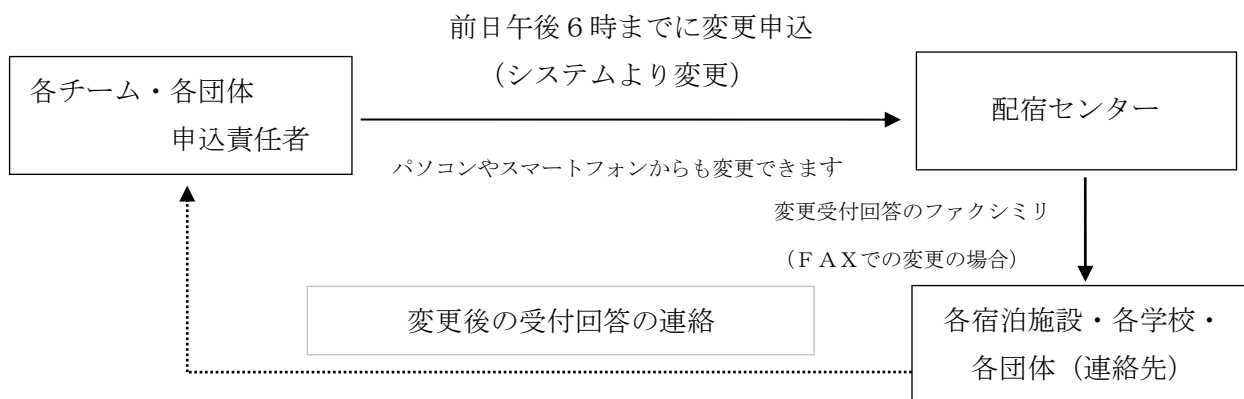 前日午後６時までに変更申込
（システムより変更）
各チーム・各団体
申込責任者
配宿センター
パソコンやスマートフォンからも変更できます
変更受付回答のファクシミリ
（ＦＡＸでの変更の場合）
変更後の受付回答の連絡
各宿泊施設・各学校・
各団体（連絡先）